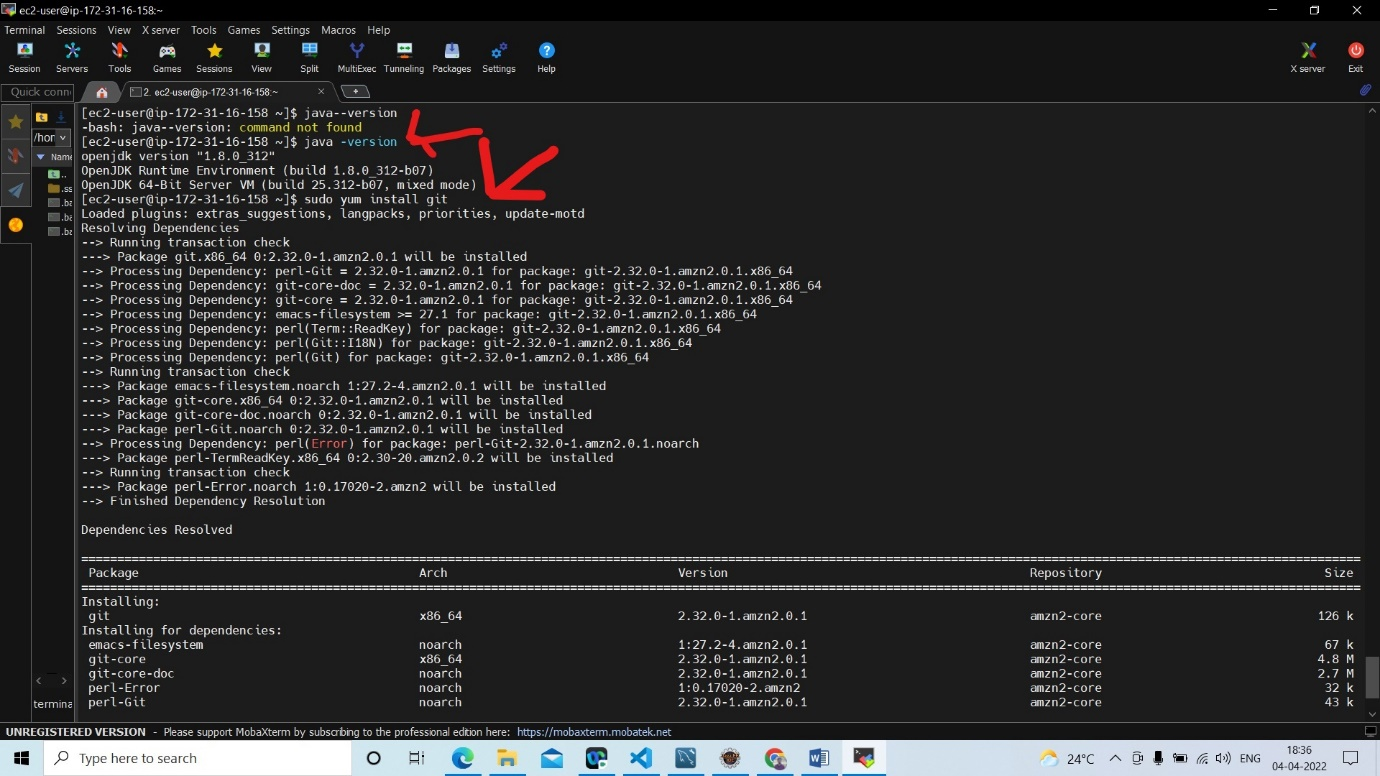 ec2-user@ip-172-31-16-158:~
Terminal Sessions View X server Tools Games Settings Macros Help
Session Servers Tools Games Sessions View Split MultiExec Tunneling Packages Settings Help X server Exit
Quick conn 2. ec2-user@ip-172-31-16-158:~
/hon
Name
..
.ss
.ba
.ba
.ba
termina
[ec2-user@ip-172-31-16-158 ~]$ java--version
-bash: java--version: command not found
[ec2-user@ip-172-31-16-158 ~]$ java -version
openjdk version "1.8.0_312"
OpenJDK Runtime Environment (build 1.8.0_312-b07)
OpenJDK 64-Bit Server VM (build 25.312-b07, mixed mode)
[ec2-user@ip-172-31-16-158 ~]$ sudo yum install git
Loaded plugins: extras_suggestions, langpacks, priorities, update-motd
Resolving Dependencies
--> Running transaction check
---> Package git.x86_64 0:2.32.0-1.amzn2.0.1 will be installed
--> Processing Dependency: perl-Git = 2.32.0-1.amzn2.0.1 for package: git-2.32.0-1.amzn2.0.1.x86_64
--> Processing Dependency: git-core-doc = 2.32.0-1.amzn2.0.1 for package: git-2.32.0-1.amzn2.0.1.x86_64
--> Processing Dependency: git-core = 2.32.0-1.amzn2.0.1 for package: git-2.32.0-1.amzn2.0.1.x86_64
--> Processing Dependency: emacs-filesystem >= 27.1 for package: git-2.32.0-1.amzn2.0.1.x86_64
--> Processing Dependency: perl(Term::ReadKey) for package: git-2.32.0-1.amzn2.0.1.x86_64
--> Processing Dependency: perl(Git::I18N) for package: git-2.32.0-1.amzn2.0.1.x86_64
--> Processing Dependency: perl(Git) for package: git-2.32.0-1.amzn2.0.1.x86_64
--> Running transaction check
---> Package emacs-filesystem.noarch 1:27.2-4.amzn2.0.1 will be installed
---> Package git-core.x86_64 0:2.32.0-1.amzn2.0.1 will be installed
---> Package git-core-doc.noarch 0:2.32.0-1.amzn2.0.1 will be installed
---> Package perl-Git.noarch 0:2.32.0-1.amzn2.0.1 will be installed
--> Processing Dependency: perl(Error) for package: perl-Git-2.32.0-1.amzn2.0.1.noarch
---> Package perl-TermReadKey.x86_64 0:2.30-20.amzn2.0.2 will be installed
--> Running transaction check
---> Package perl-Error.noarch 1:0.17020-2.amzn2 will be installed
--> Finished Dependency Resolution
Dependencies Resolved
Package Arch Version Repository Size
Installing:
git x86_64 2.32.0-1.amzn2.0.1 amzn2-core 126 k
Installing for dependencies:
emacs-filesystem noarch 1:27.2-4.amzn2.0.1 amzn2-core 67 k
git-core x86_64 2.32.0-1.amzn2.0.1 amzn2-core 4.8 M
git-core-doc noarch 2.32.0-1.amzn2.0.1 amzn2-core 2.7 M
perl-Error noarch 1:0.17020-2.amzn2 amzn2-core 32 k
perl-Git noarch 2.32.0-1.amzn2.0.1 amzn2-core 43 k
UNREGISTERED VERSION - Please support MobaXterm by subscribing to the professional edition here: https://mobaxterm.mobatek.net
Type here to search 24°C ENG 18:36
04-04-2022